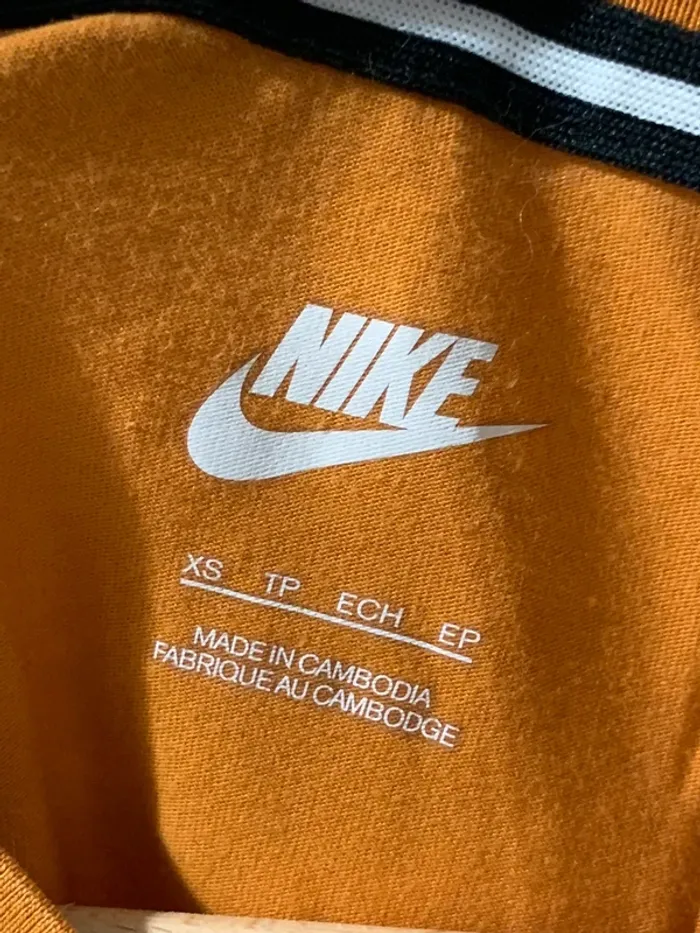 NIKE
XS TP ECH EP
MADE IN CAMBODIA
FABRIQUE AU CAMBODGE